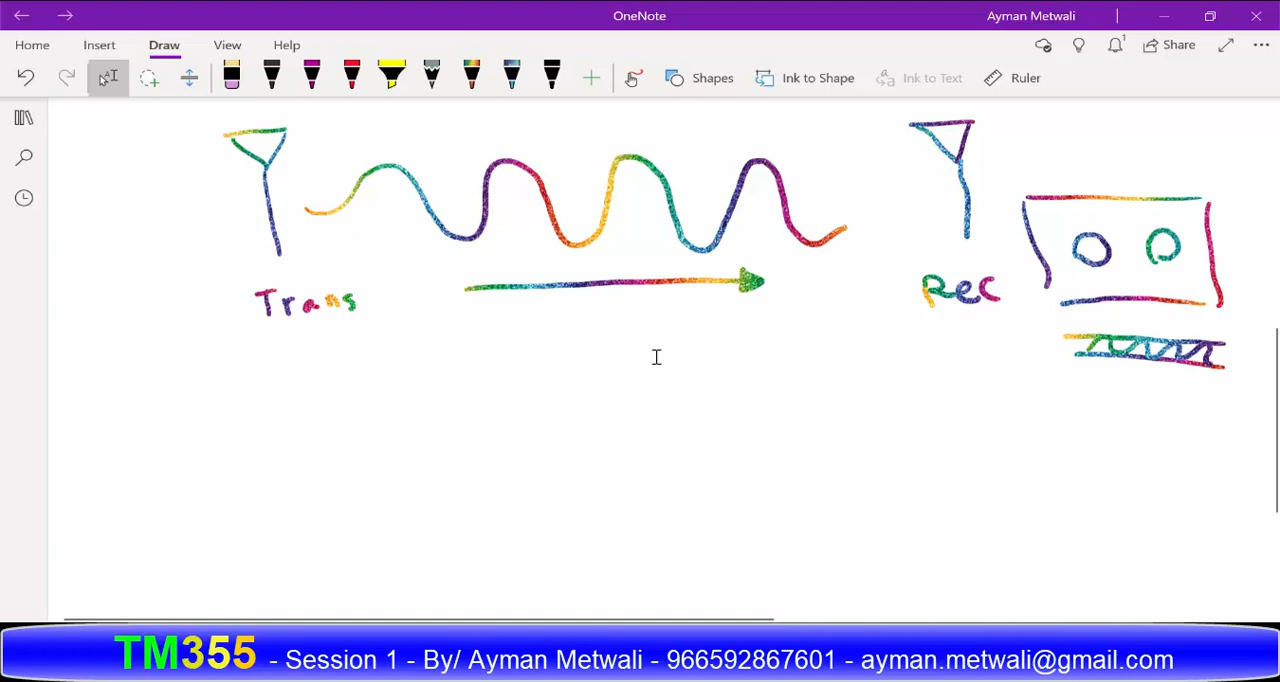 OneNote
Ayman Metwali
Home Insert Draw View Help
Share
Shapes Ink to Shape Ink to Text Ruler
Trans
Rec
TM355 - Session 1 - By/ Ayman Metwali - 966592867601 - ayman.metwali@gmail.com